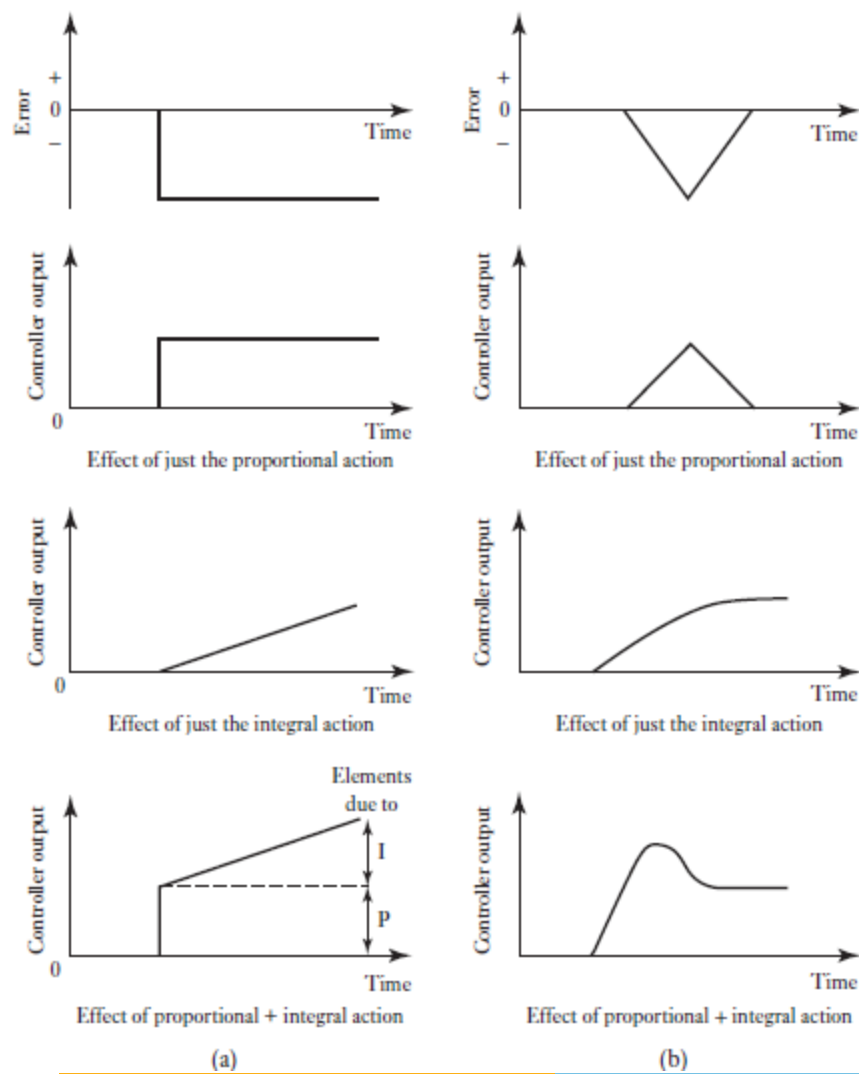 Error
+
0
−
Time
Controller output
0
Time
Effect of just the proportional action
Controller output
0
Time
Effect of just the integral action
Elements
due to
I
P
Controller output
0
Time
Effect of proportional + integral action
(a)
Error
+
0
−
Time
Controller output
Time
Effect of just the proportional action
Controller output
Time
Effect of just the integral action
Controller output
Time
Effect of proportional + integral action
(b)